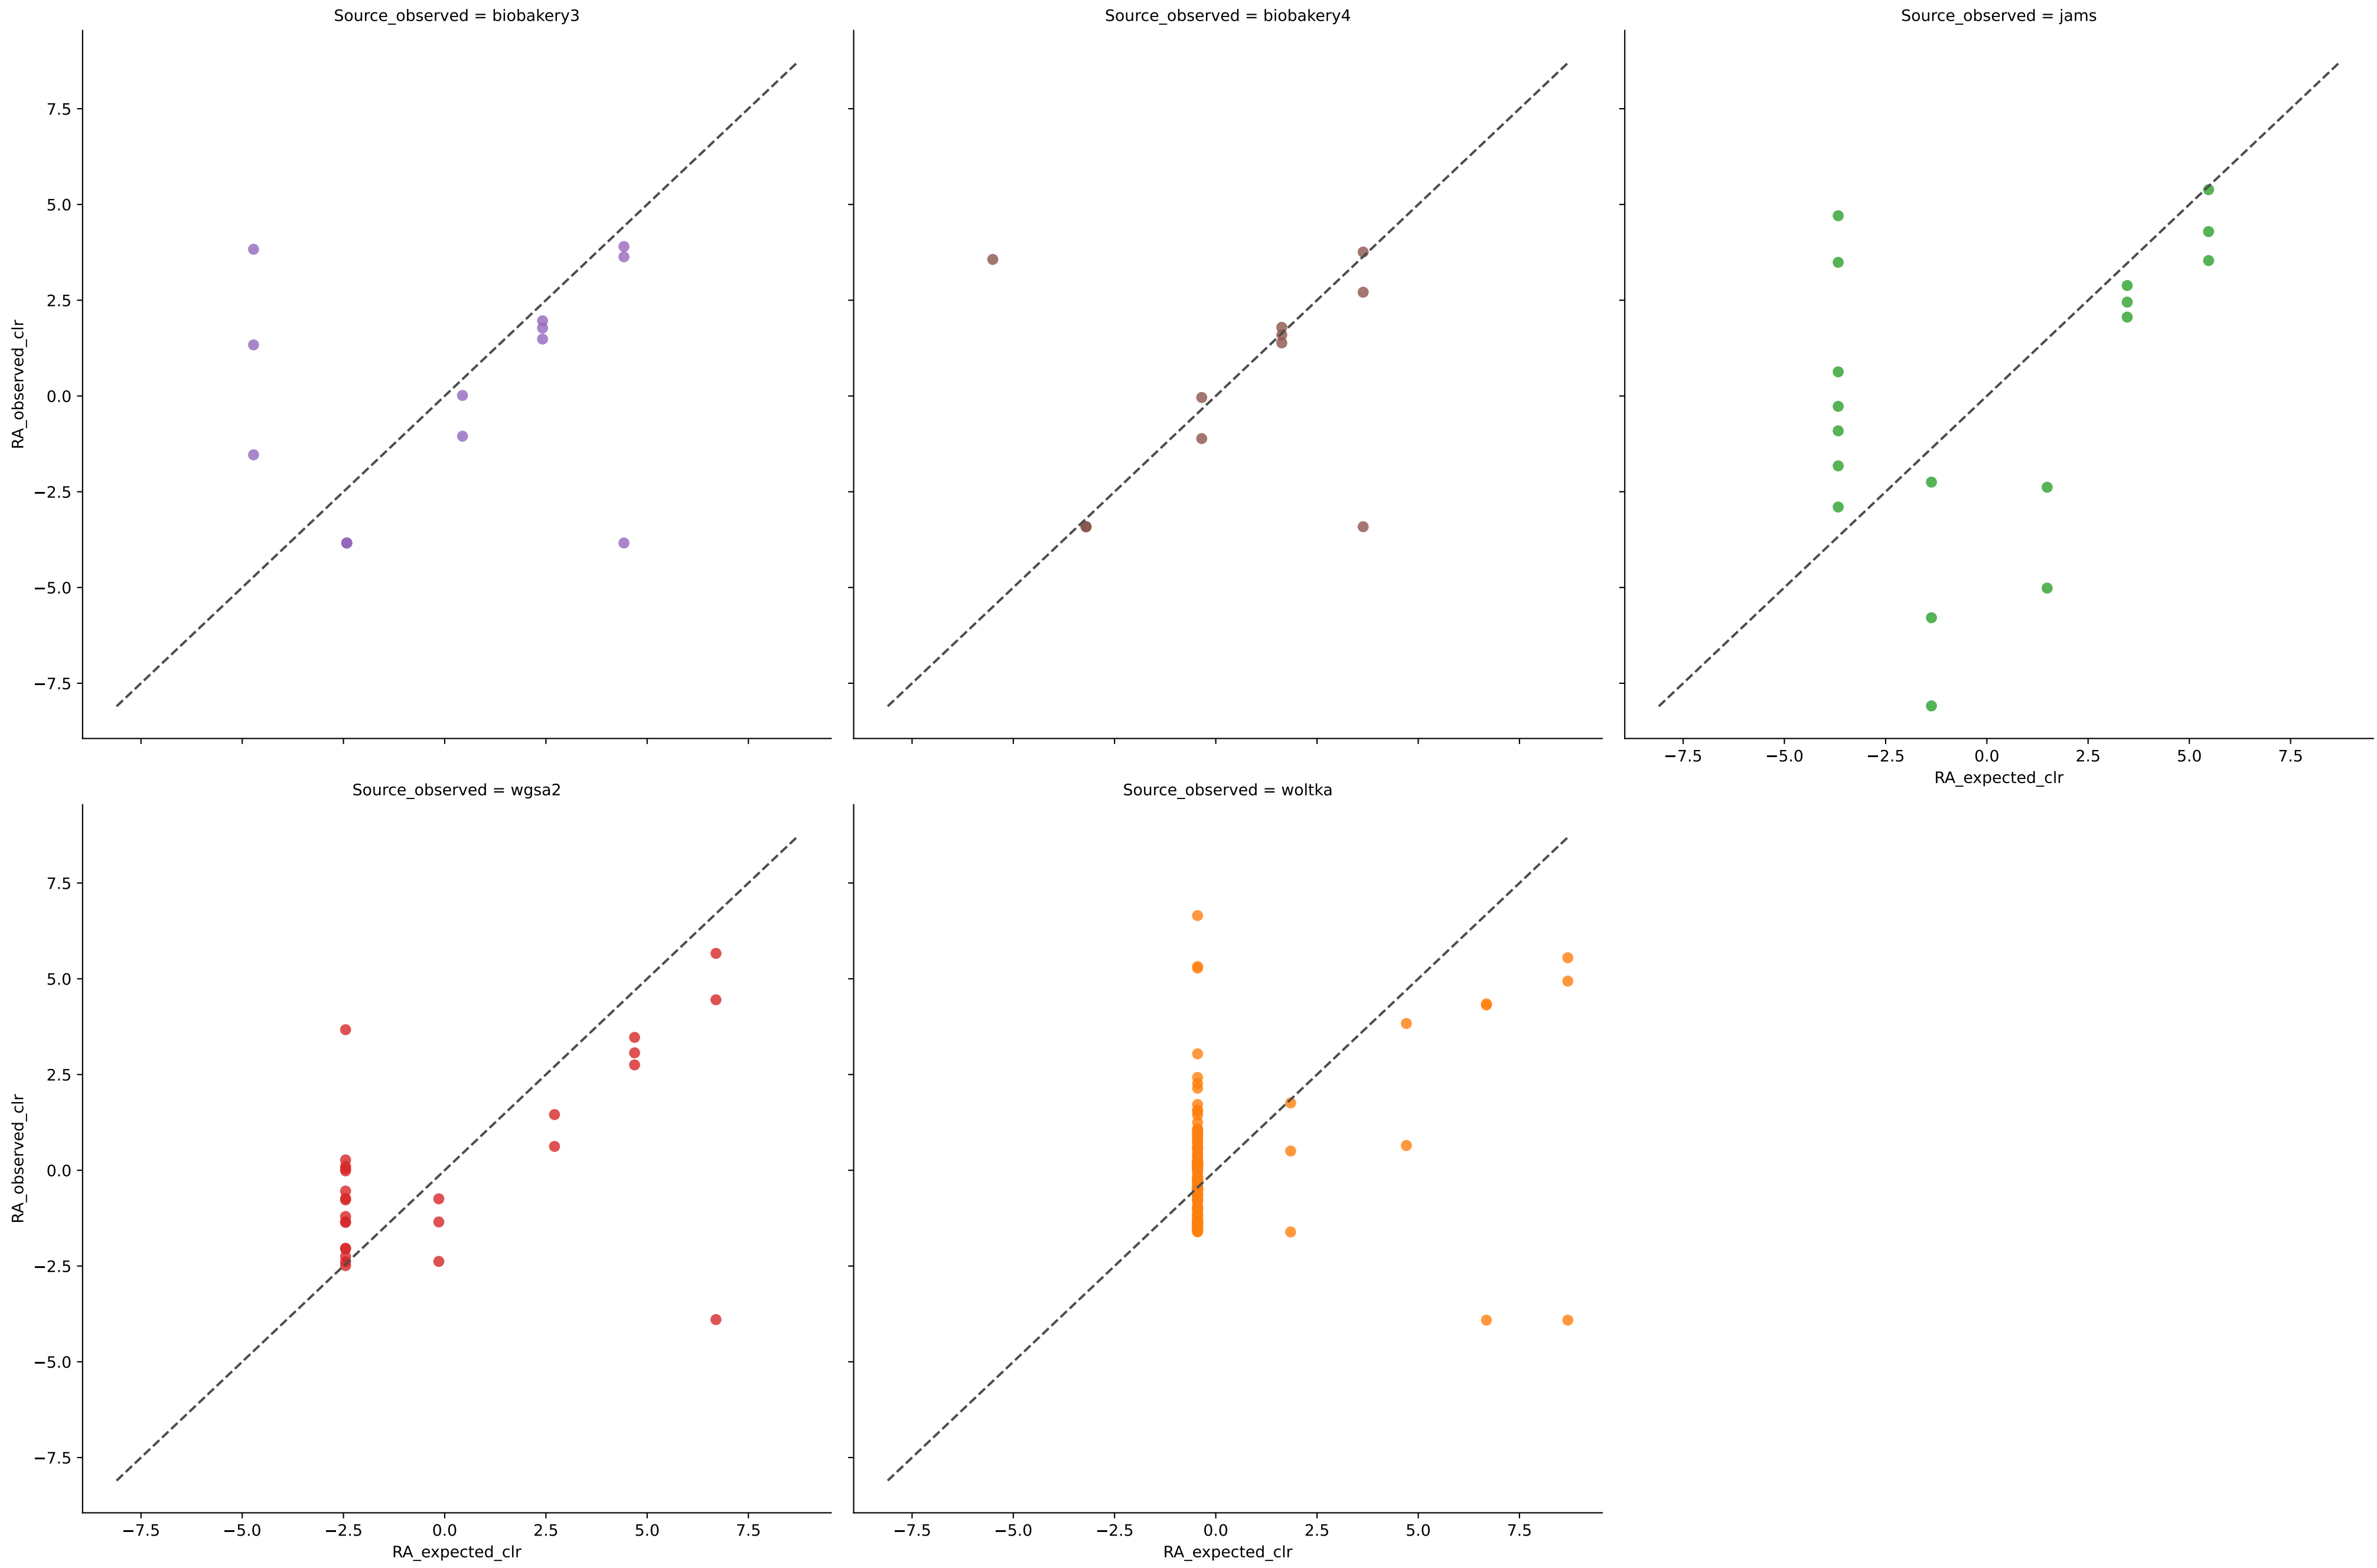 Source_observed = biobakery3
Source_observed = biobakery4
Source_observed = jams
7.5
5.0
2.5
0.0
−2.5
−5.0
−7.5
RA_observed_clr
−7.5 −5.0 −2.5 0.0 2.5 5.0 7.5
RA_expected_clr
Source_observed = wgsa2
Source_observed = woltka
7.5
5.0
2.5
0.0
−2.5
−5.0
−7.5
RA_observed_clr
−7.5 −5.0 −2.5 0.0 2.5 5.0 7.5
RA_expected_clr
−7.5 −5.0 −2.5 0.0 2.5 5.0 7.5
RA_expected_clr